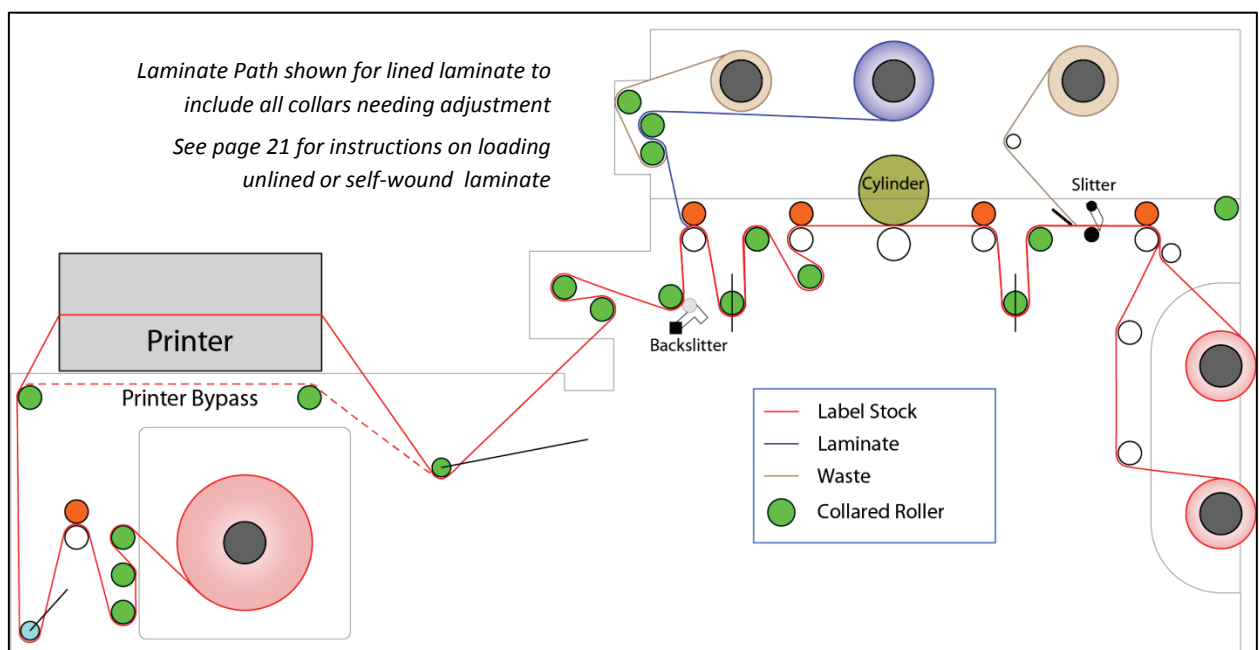 Laminate Path shown for lined laminate to
include all collars needing adjustment
See page 21 for instructions on loading
unlined or self-wound laminate
Cylinder
Slitter
Backslitter
Printer
Printer Bypass
Label Stock
Laminate
Waste
Collared Roller